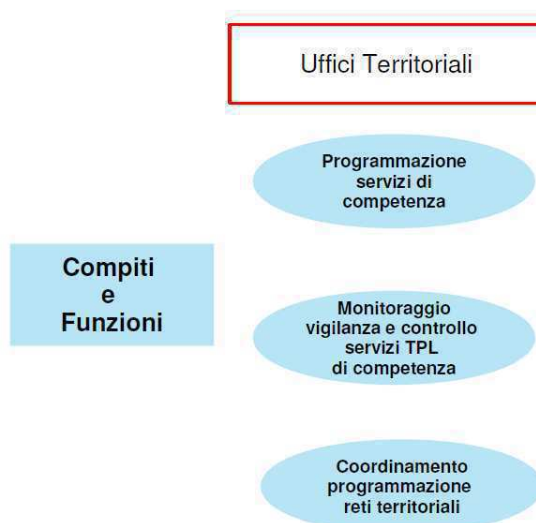 Uffici Territoriali
Programmazione
servizi di
competenza
Compiti
e
Funzioni
Monitoraggio
vigilanza e controllo
servizi TPL
di competenza
Coordinamento
programmazione
reti territoriali